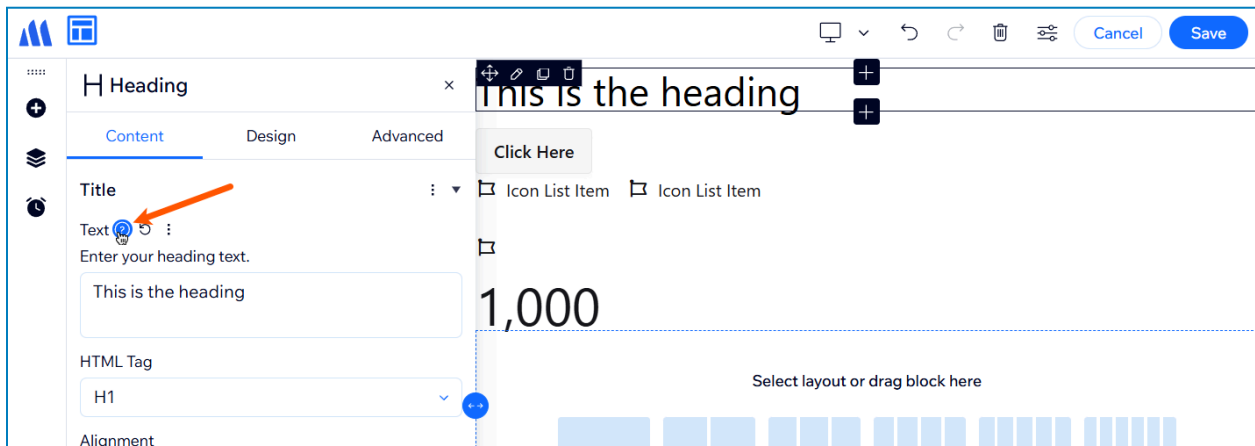 Cancel Save
H Heading
Content Design Advanced
Title
Text
Enter your heading text.
This is the heading
HTML Tag
H1
Alignment
This is the heading
Click Here
Icon List Item Icon List Item
1,000
Select layout or drag block here